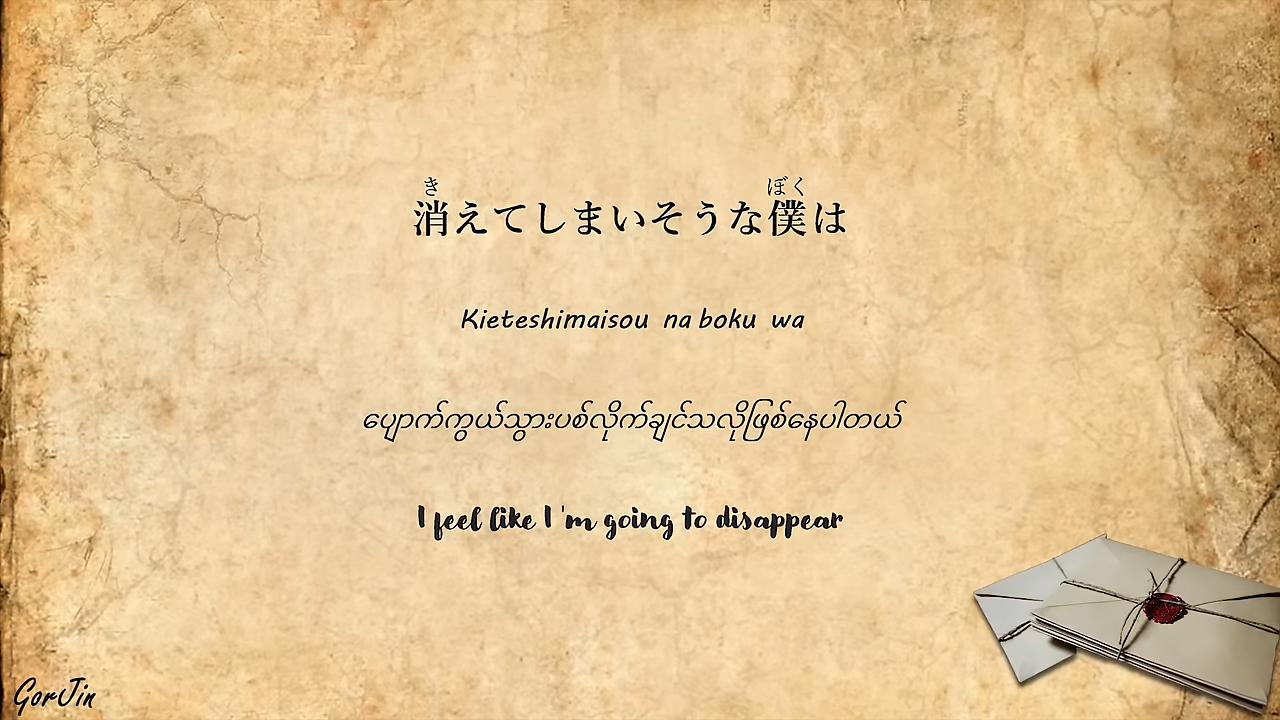 き ぼく
消えてしまいそうな僕は
Kieteshimaisou na boku wa
ပျောက်ကွယ်သွားပစ်လိုက်ချင်သလိုဖြစ်နေပါတယ်
I feel like I 'm going to disappear
GorJin